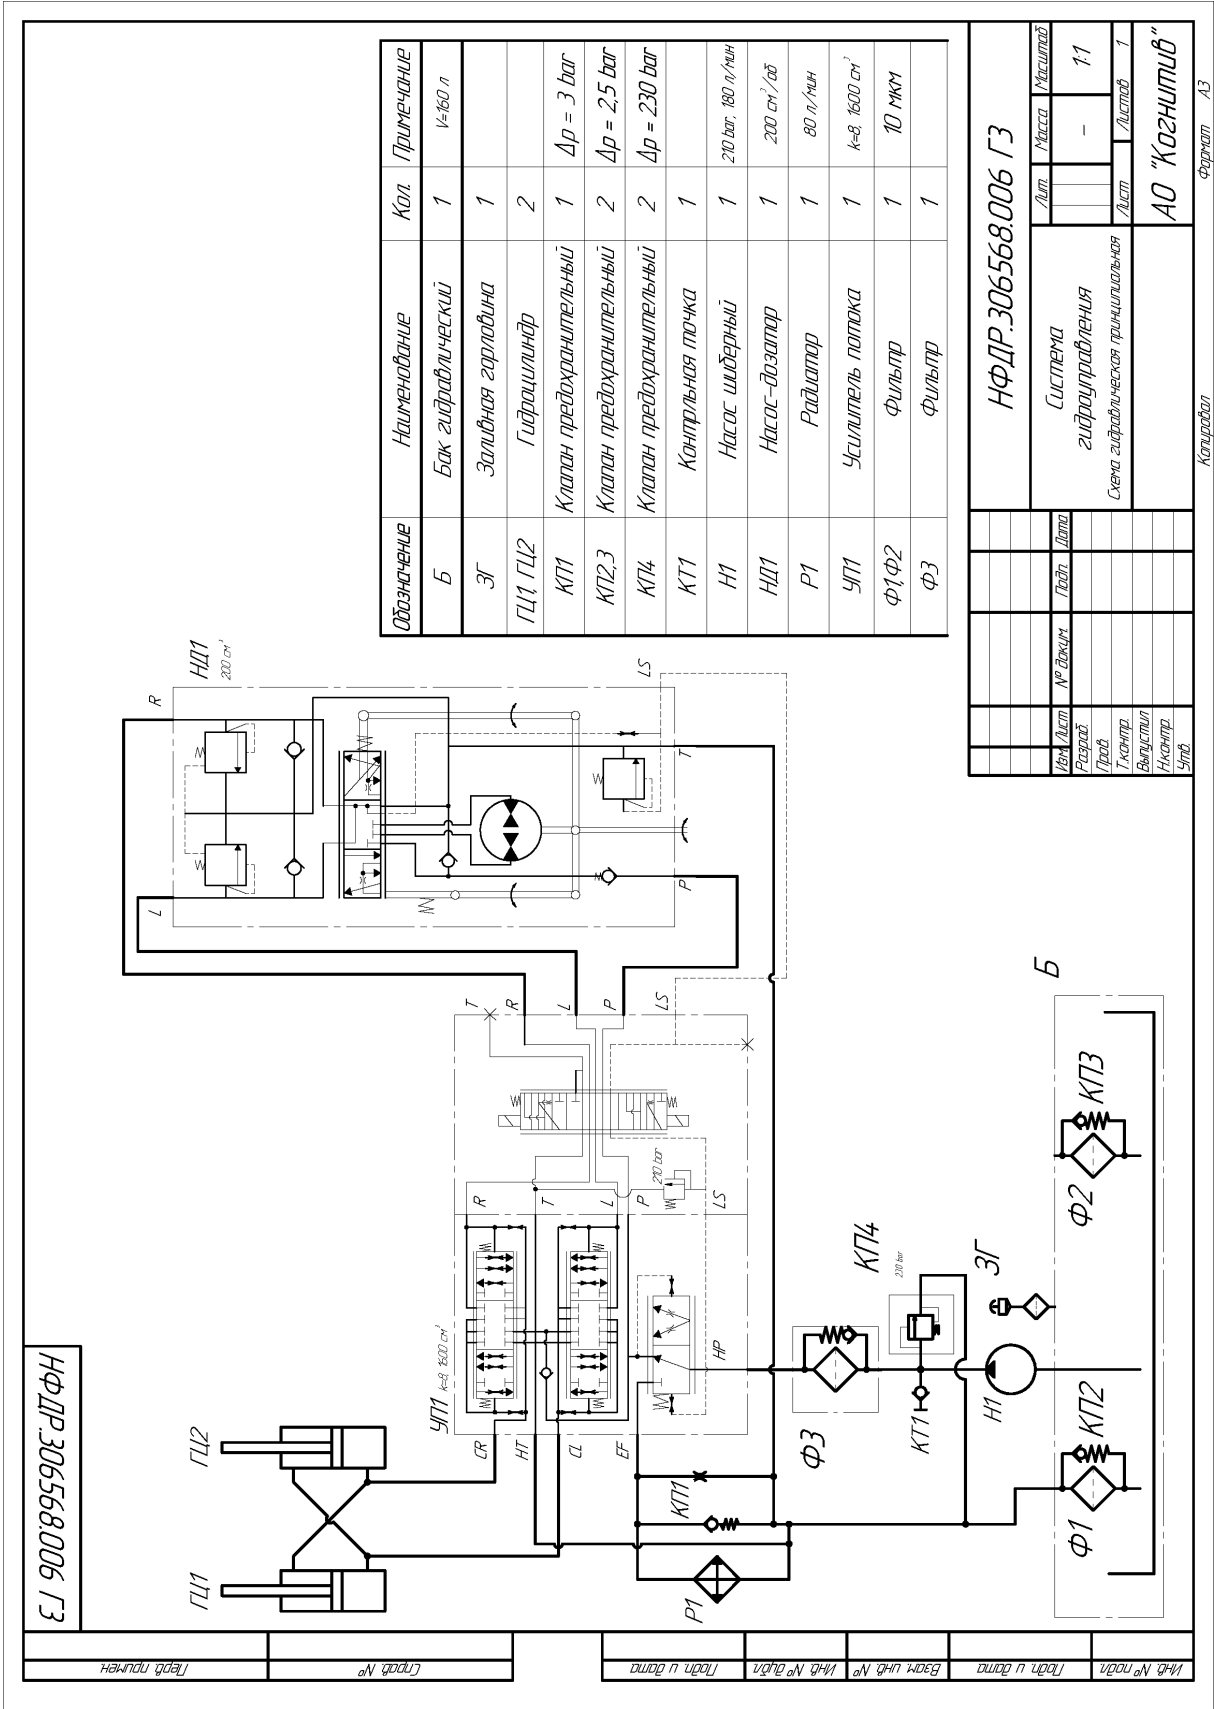 НФДР.306568.006 Г3
Перв. примен.
Справ. №
Подп. и дата
Инв. № дубл.
Взам. инв. №
Подп. и дата
Инв. № подл.
ГЦ1
ГЦ2
УП1
k=8, 1600 см³
CR
HT
CL
EF
HP
R
T
L
P
LS
210 bar
T
R
L
P
LS
НД1
200 см³
L
R
P
T
LS
Р1
КП1
Ф3
КП4
230 bar
КТ1
Н1
ЗГ
Ф1
КП2
Ф2
КП3
Б
Обозначение Наименование Кол. Примечание
Б Бак гидравлический 1 V=160 л
ЗГ Заливная горловина 1
ГЦ1, ГЦ2 Гидроцилиндр 2
КП1 Клапан предохранительный 1 Δp = 3 bar
КП2,3 Клапан предохранительный 2 Δp = 2,5 bar
КП4 Клапан предохранительный 2 Δp = 230 bar
КТ1 Контрльная точка 1
Н1 Насос шиберный 1 210 bar, 180 л/мин
НД1 Насос-дозатор 1 200 см³/об
Р1 Радиатор 1 80 л/мин
УП1 Усилитель потока 1 k=8, 1600 см³
Ф1,Ф2 Фильтр 1 10 мкм
Ф3 Фильтр 1
НФДР.306568.006 Г3
Изм. Лист № докум. Подп. Дата
Разраб.
Пров.
Т.контр.
Выпустил
Н.контр.
Утв.
Система
гидроуправления
Схема гидравлическая принципиальная
Лит. Масса Масштаб
– 1:1
Лист Листов 1
АО "Когнитив"
Копировал Формат А3